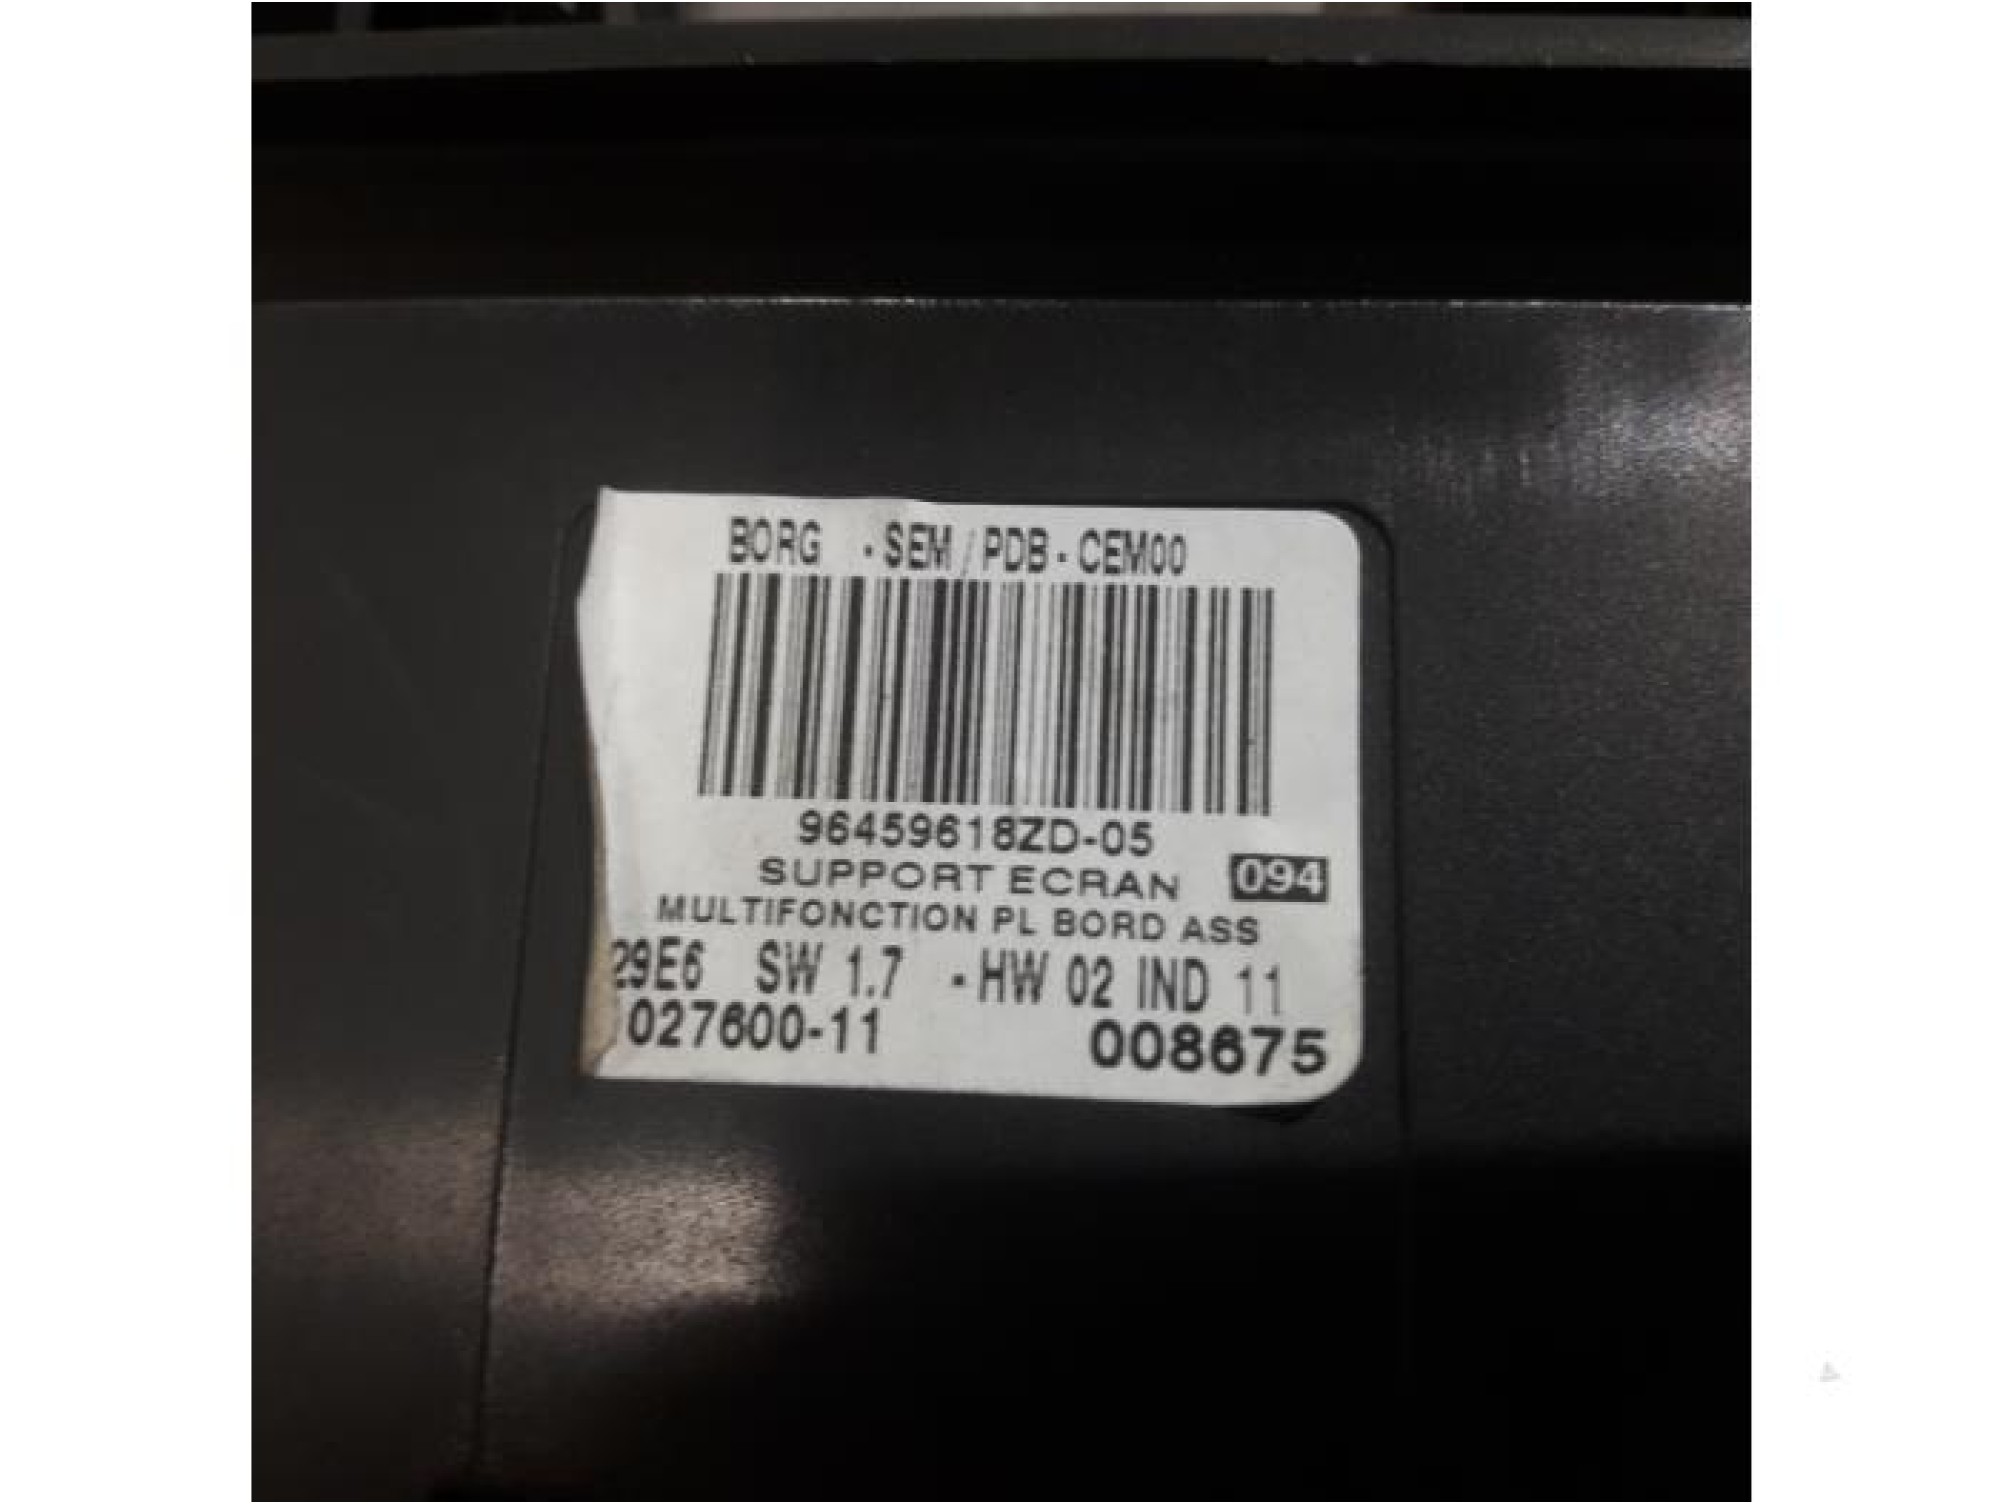 BORG - SEM / PDB - CEM00
96459618ZD-05
SUPPORT ECRAN 094
MULTIFONCTION PL BORD ASS
29E6 SW 1.7 - HW 02 IND 11
027600-11 008675